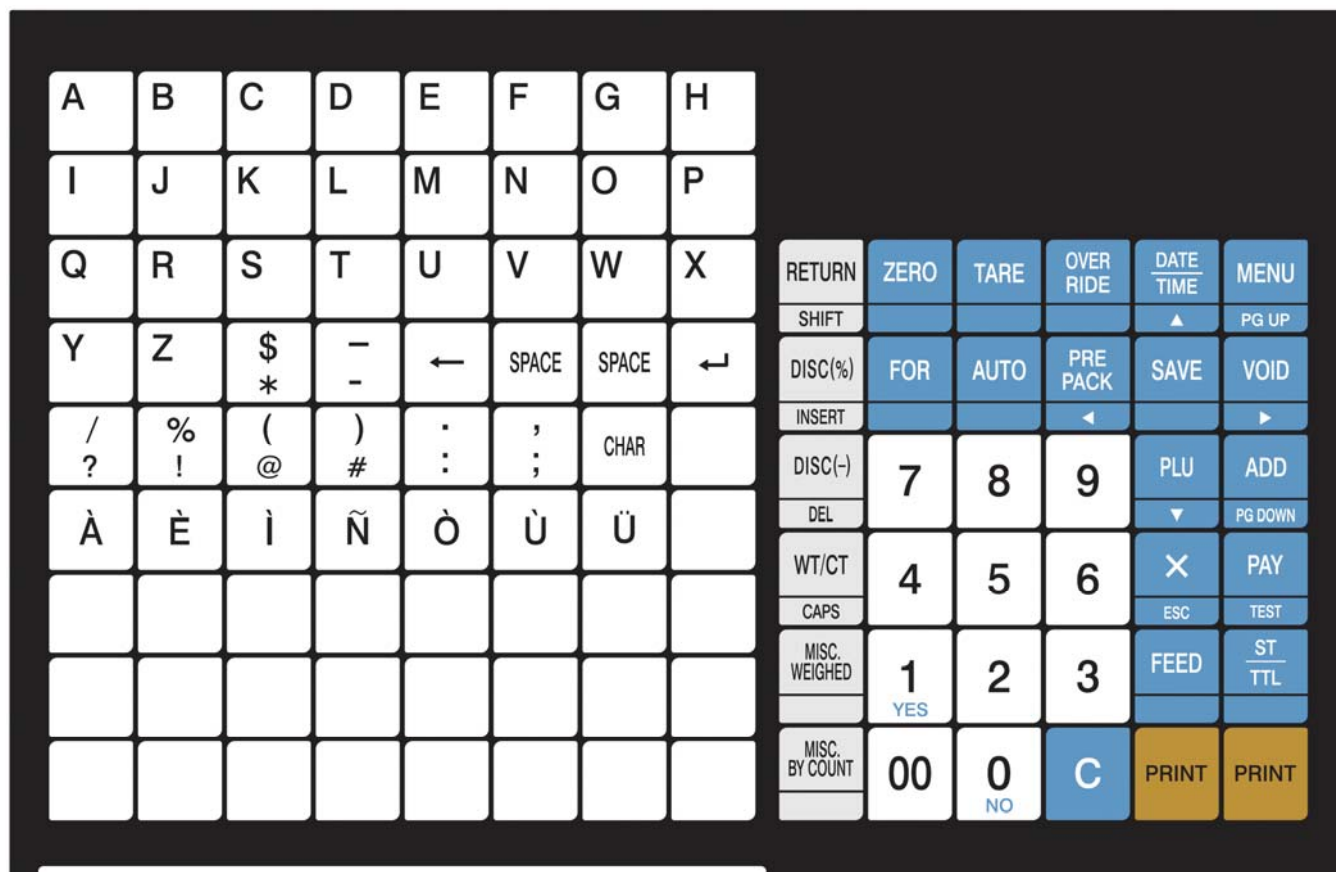 A B C D E F G H
I J K L M N O P
Q R S T U V W X
Y Z $ – ← SPACE SPACE ↵
* -
/ % ( ) . , CHAR
? ! @ # : ;
À È Ì Ñ Ò Ù Ü
RETURN ZERO TARE OVER RIDE DATE TIME MENU
SHIFT ▲ PG UP
DISC(%) FOR AUTO PRE PACK SAVE VOID
INSERT ◀ ▶
DISC(–) 7 8 9 PLU ADD
DEL ▼ PG DOWN
WT/CT 4 5 6 × PAY
CAPS ESC TEST
MISC. WEIGHED 1 2 3 FEED ST TTL
YES
MISC. BY COUNT 00 0 C PRINT PRINT
NO